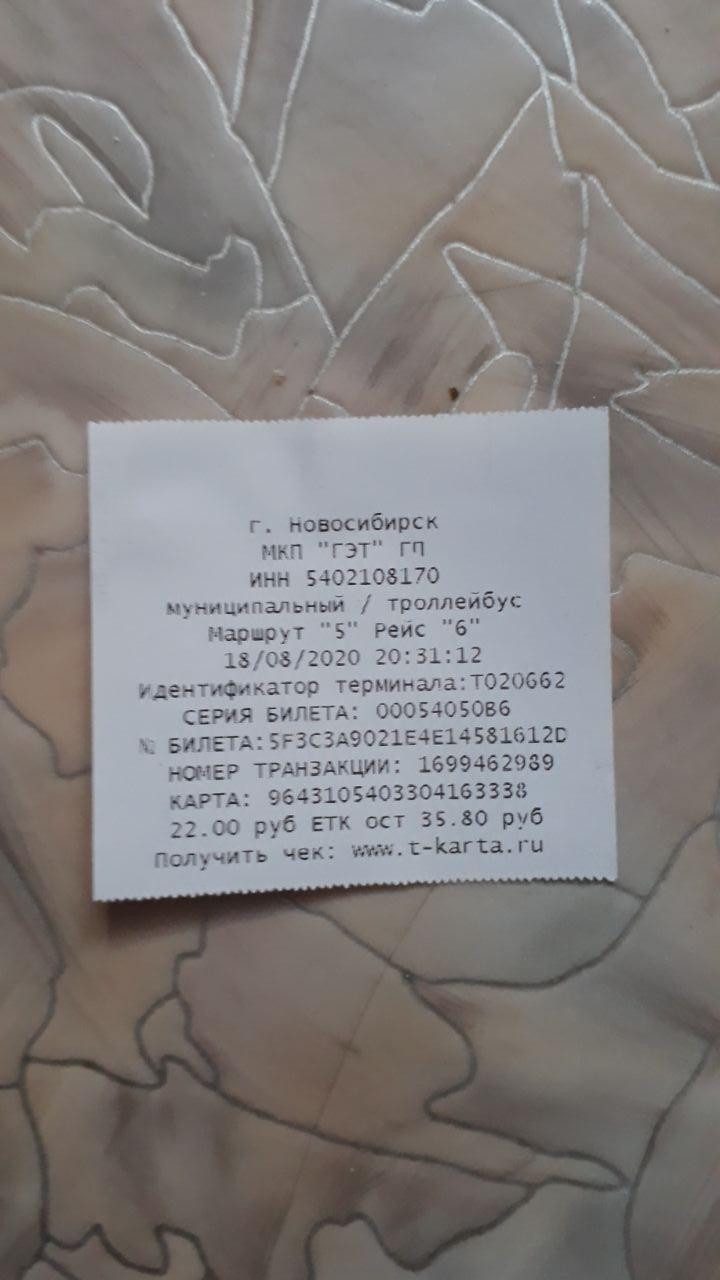 г. Новосибирск
МКП "ГЭТ" ГП
ИНН 5402108170
муниципальный / троллейбус
Маршрут "5" Рейс "6"
18/08/2020 20:31:12
Идентификатор терминала:T020662
СЕРИЯ БИЛЕТА: 00054050B6
№ БИЛЕТА:5F3C3A9021E4E14581612D
НОМЕР ТРАНЗАКЦИИ: 1699462989
КАРТА: 9643105403304163338
22.00 руб ЕТК ост 35.80 руб
Получить чек: www.t-karta.ru